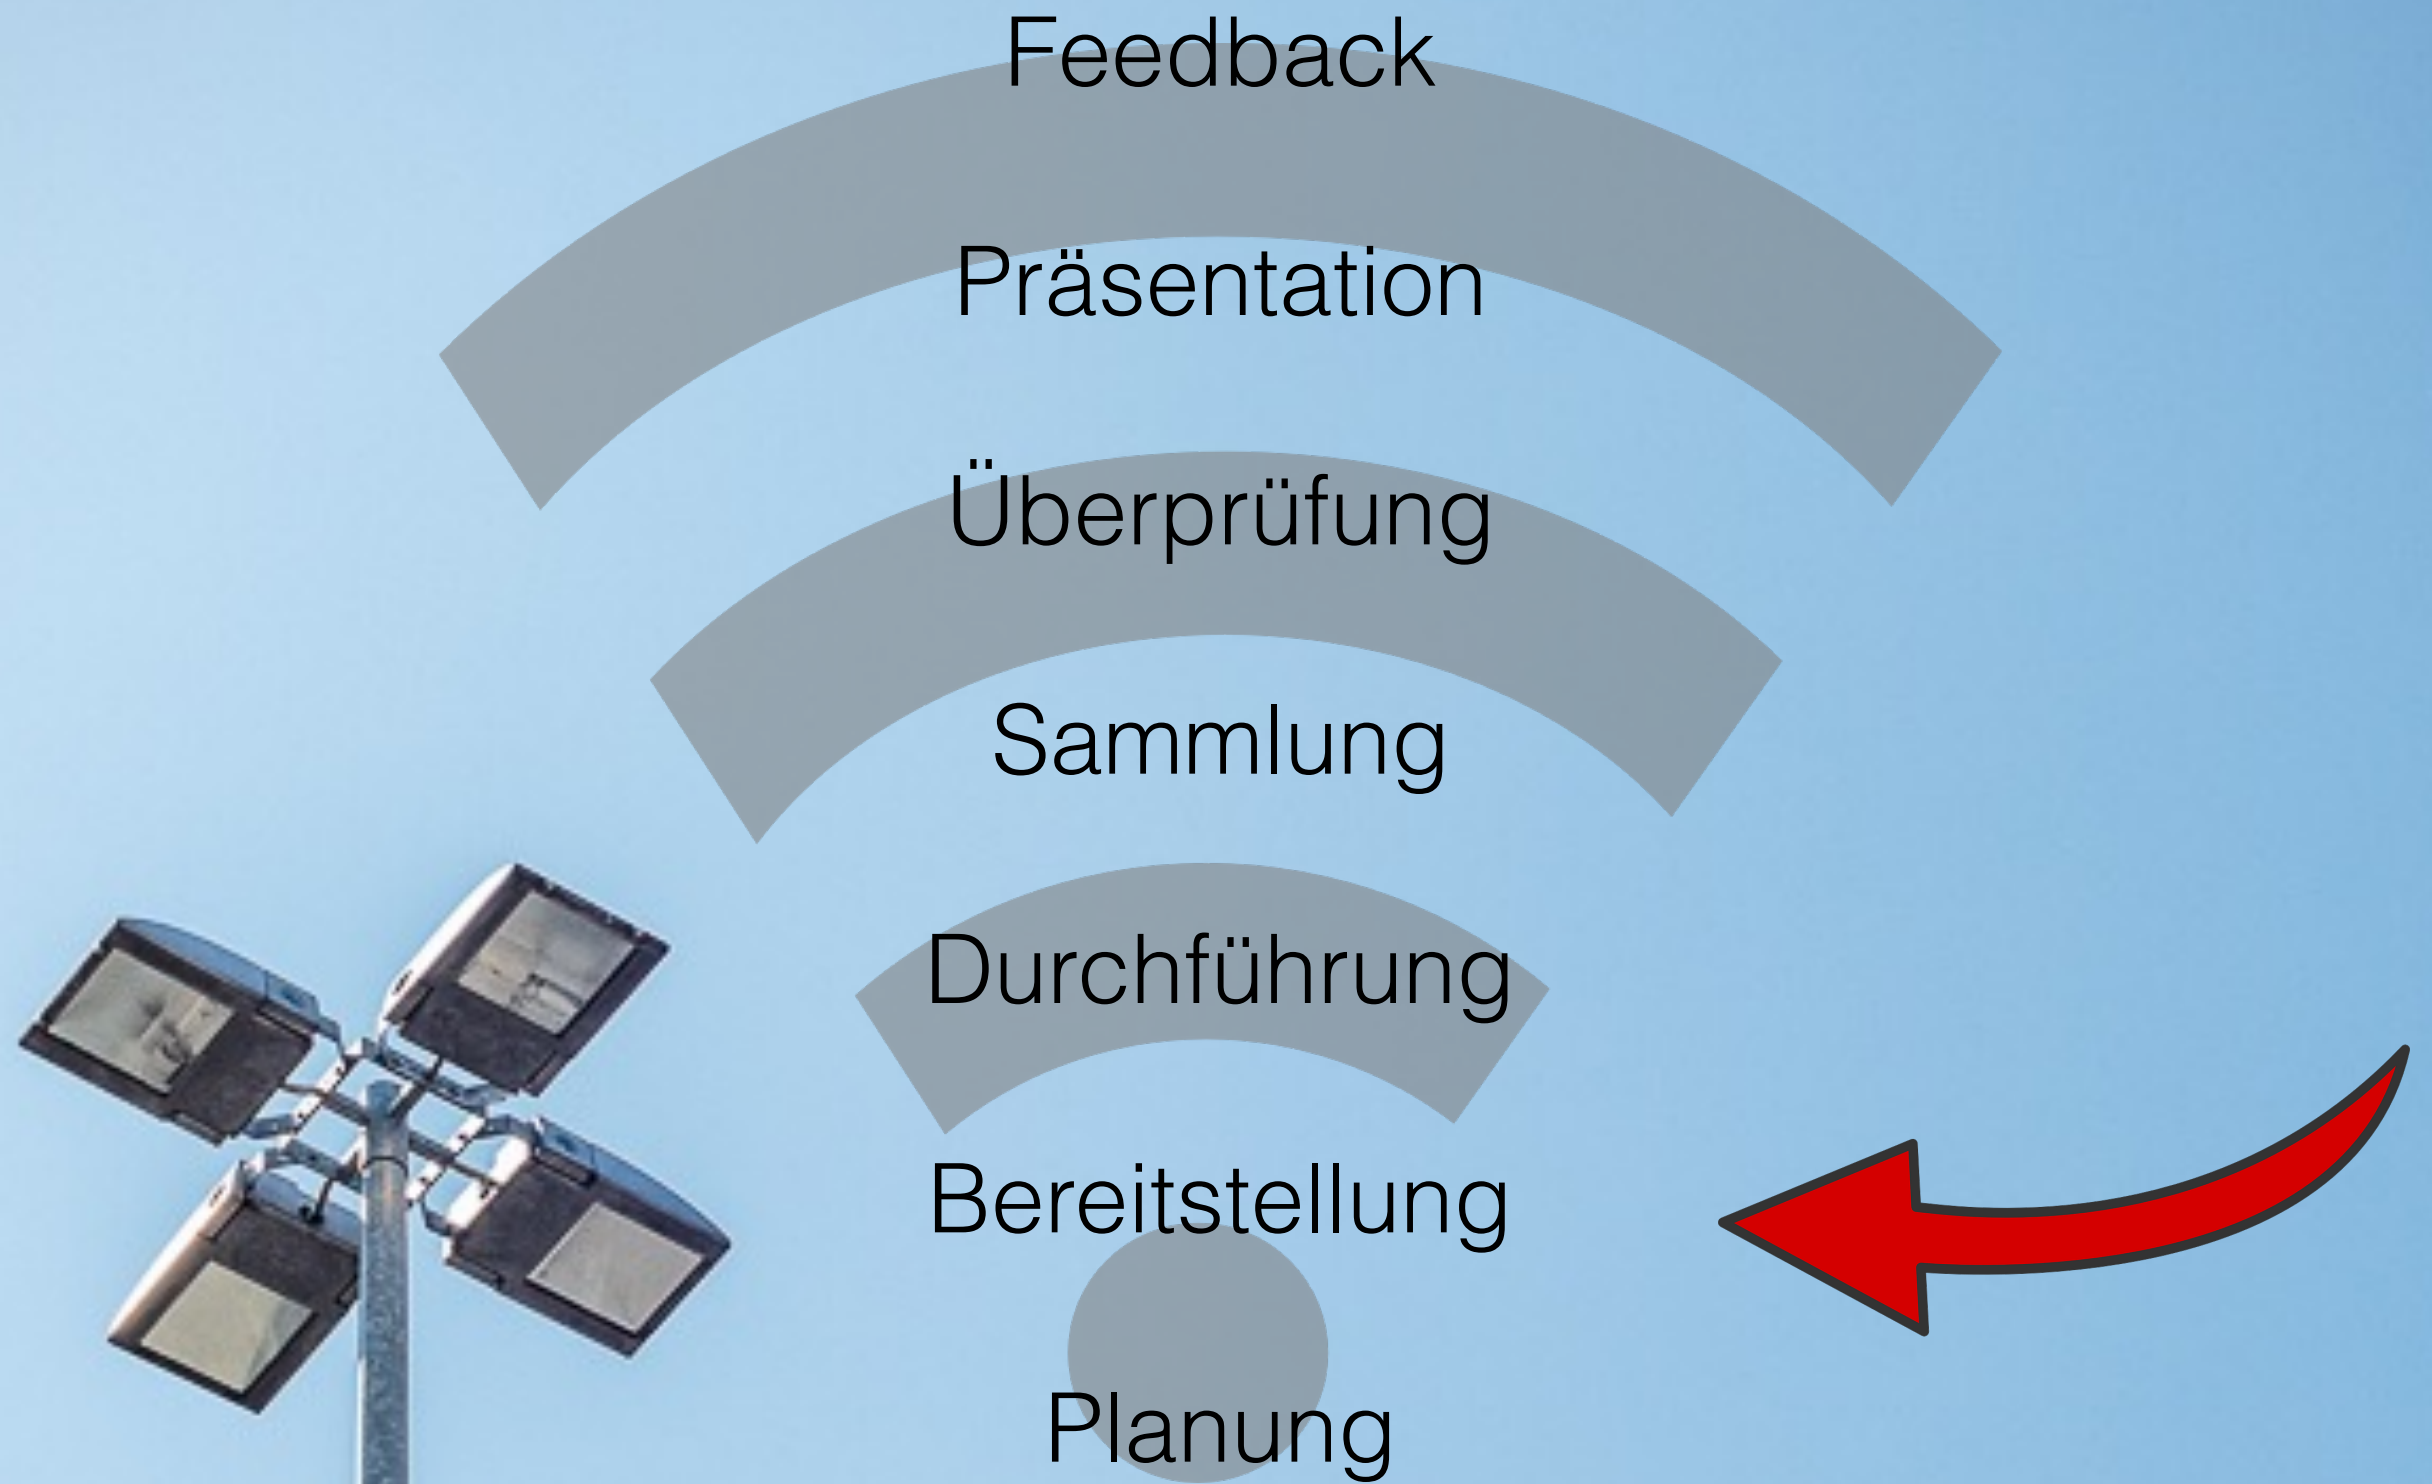 Feedback
Präsentation
Überprüfung
Sammlung
Durchführung
Bereitstellung
Planung